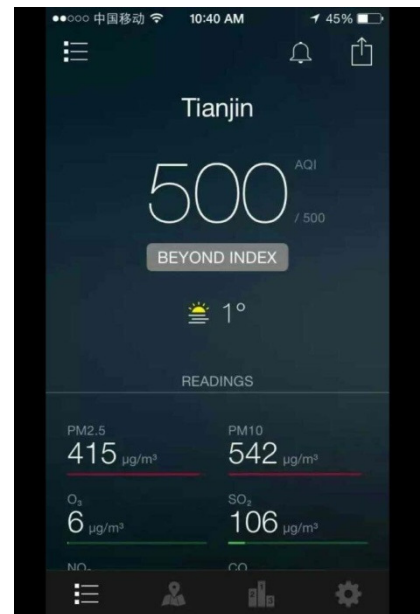 中国移动 10:40 AM 45%
Tianjin
500 AQI / 500
BEYOND INDEX
1°
READINGS
PM2.5 PM10
415 µg/m³ 542 µg/m³
O₃ SO₂
6 µg/m³ 106 µg/m³
NO₂ CO